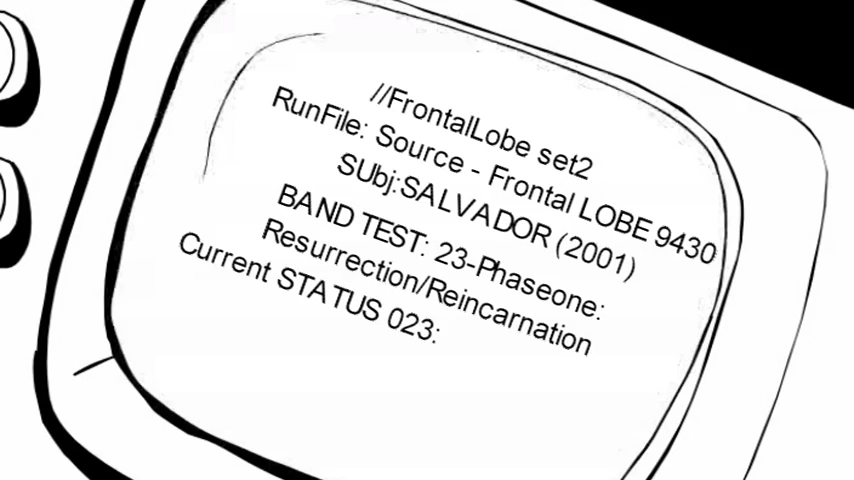 //FrontalLobe set2
RunFile: Source - Frontal LOBE 9430
SUbj:SALVADOR (2001)
BAND TEST: 23-Phaseone:
Resurrection/Reincarnation
Current STATUS 023: